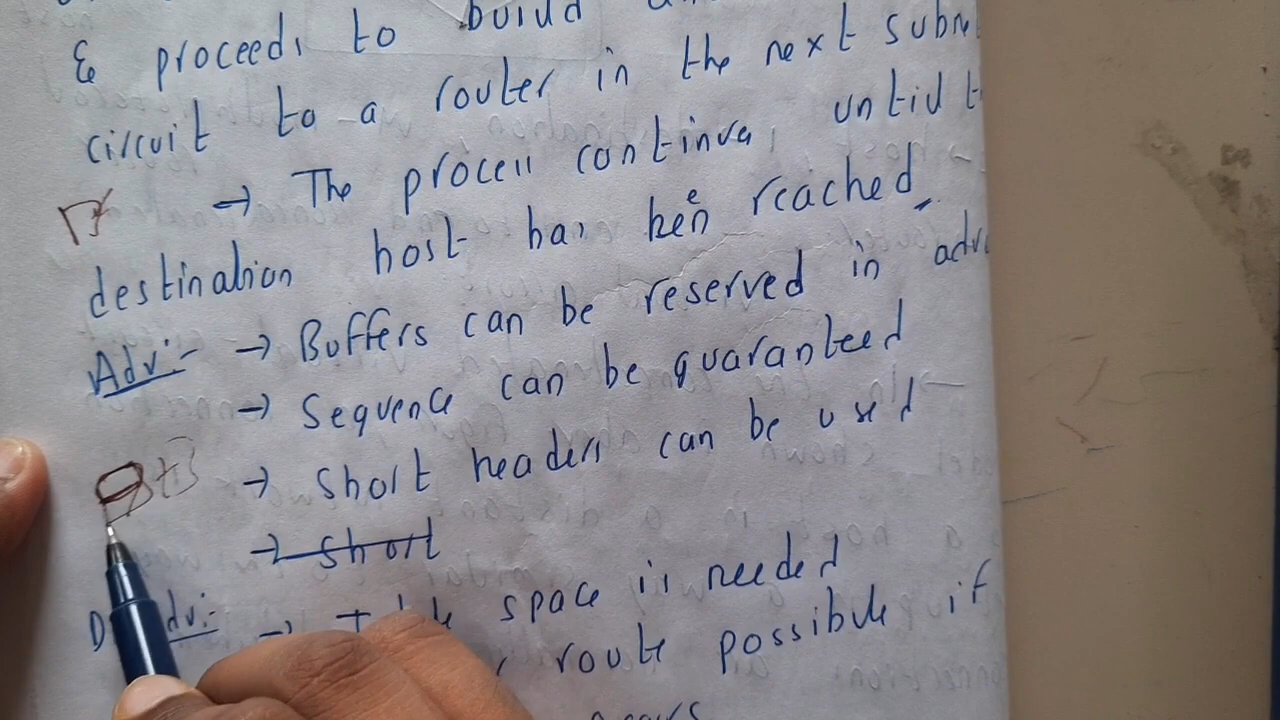 & proceeds to build
circuit to a router in the next subn
→ The process continues until t
destination host has been reached.
Adv:- → Buffers can be reserved in adva
→ Sequence can be guaranteed
→ Short headers can be used
→ Short
adv:- → space is needed
route possible if
occurs